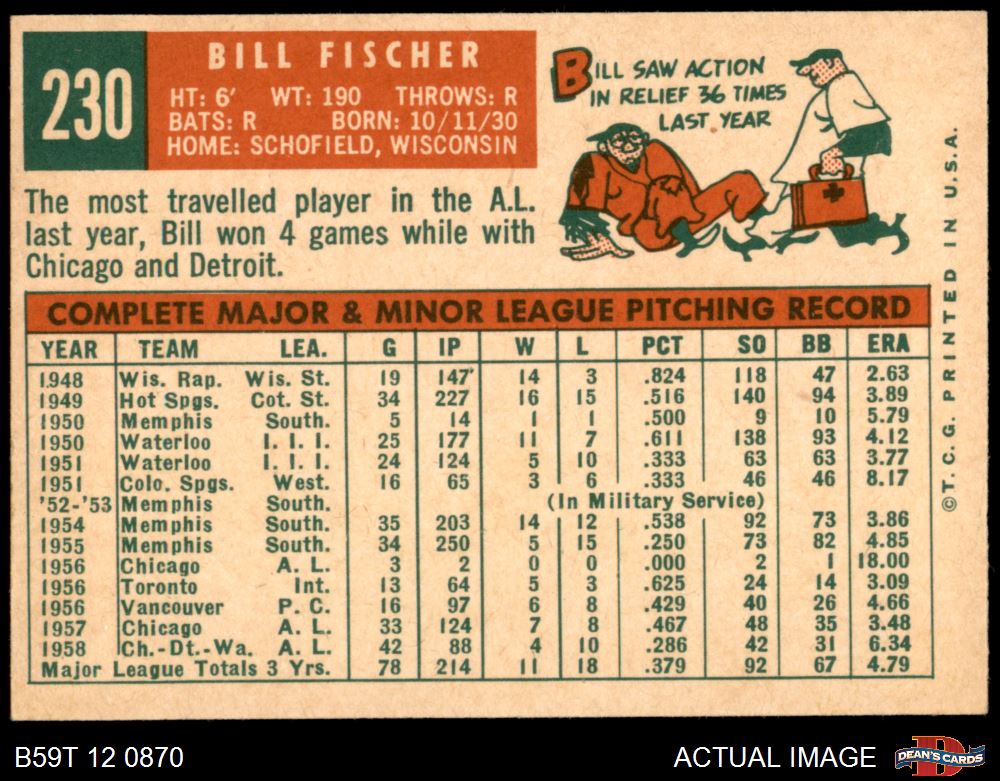 230
BILL FISCHER
HT: 6' WT: 190 THROWS: R
BATS: R BORN: 10/11/30
HOME: SCHOFIELD, WISCONSIN
BILL SAW ACTION
IN RELIEF 36 TIMES
LAST YEAR
The most travelled player in the A.L.
last year, Bill won 4 games while with
Chicago and Detroit.
COMPLETE MAJOR & MINOR LEAGUE PITCHING RECORD
YEAR TEAM LEA. G IP W L PCT SO BB ERA
1948 Wis. Rap. Wis. St. 19 147 14 3 .824 118 47 2.63
1949 Hot Spgs. Cot. St. 34 227 16 15 .516 140 94 3.89
1950 Memphis South. 5 14 1 1 .500 9 10 5.79
1950 Waterloo I. I. I. 25 177 11 7 .611 138 93 4.12
1951 Waterloo I. I. I. 24 124 5 10 .333 63 63 3.77
1951 Colo. Spgs. West. 16 65 3 6 .333 46 46 8.17
'52-'53 Memphis South. (In Military Service)
1954 Memphis South. 35 203 14 12 .538 92 73 3.86
1955 Memphis South. 34 250 5 15 .250 73 82 4.85
1956 Chicago A. L. 3 2 0 0 .000 2 1 18.00
1956 Toronto Int. 13 64 5 3 .625 24 14 3.09
1956 Vancouver P. C. 16 97 6 8 .429 40 26 4.66
1957 Chicago A. L. 33 124 7 8 .467 48 35 3.48
1958 Ch.-Dt.-Wa. A. L. 42 88 4 10 .286 42 31 6.34
Major League Totals 3 Yrs. 78 214 11 18 .379 92 67 4.79
©T.C.G. PRINTED IN U.S.A.
B59T 12 0870
ACTUAL IMAGE
D
DEAN'S CARDS